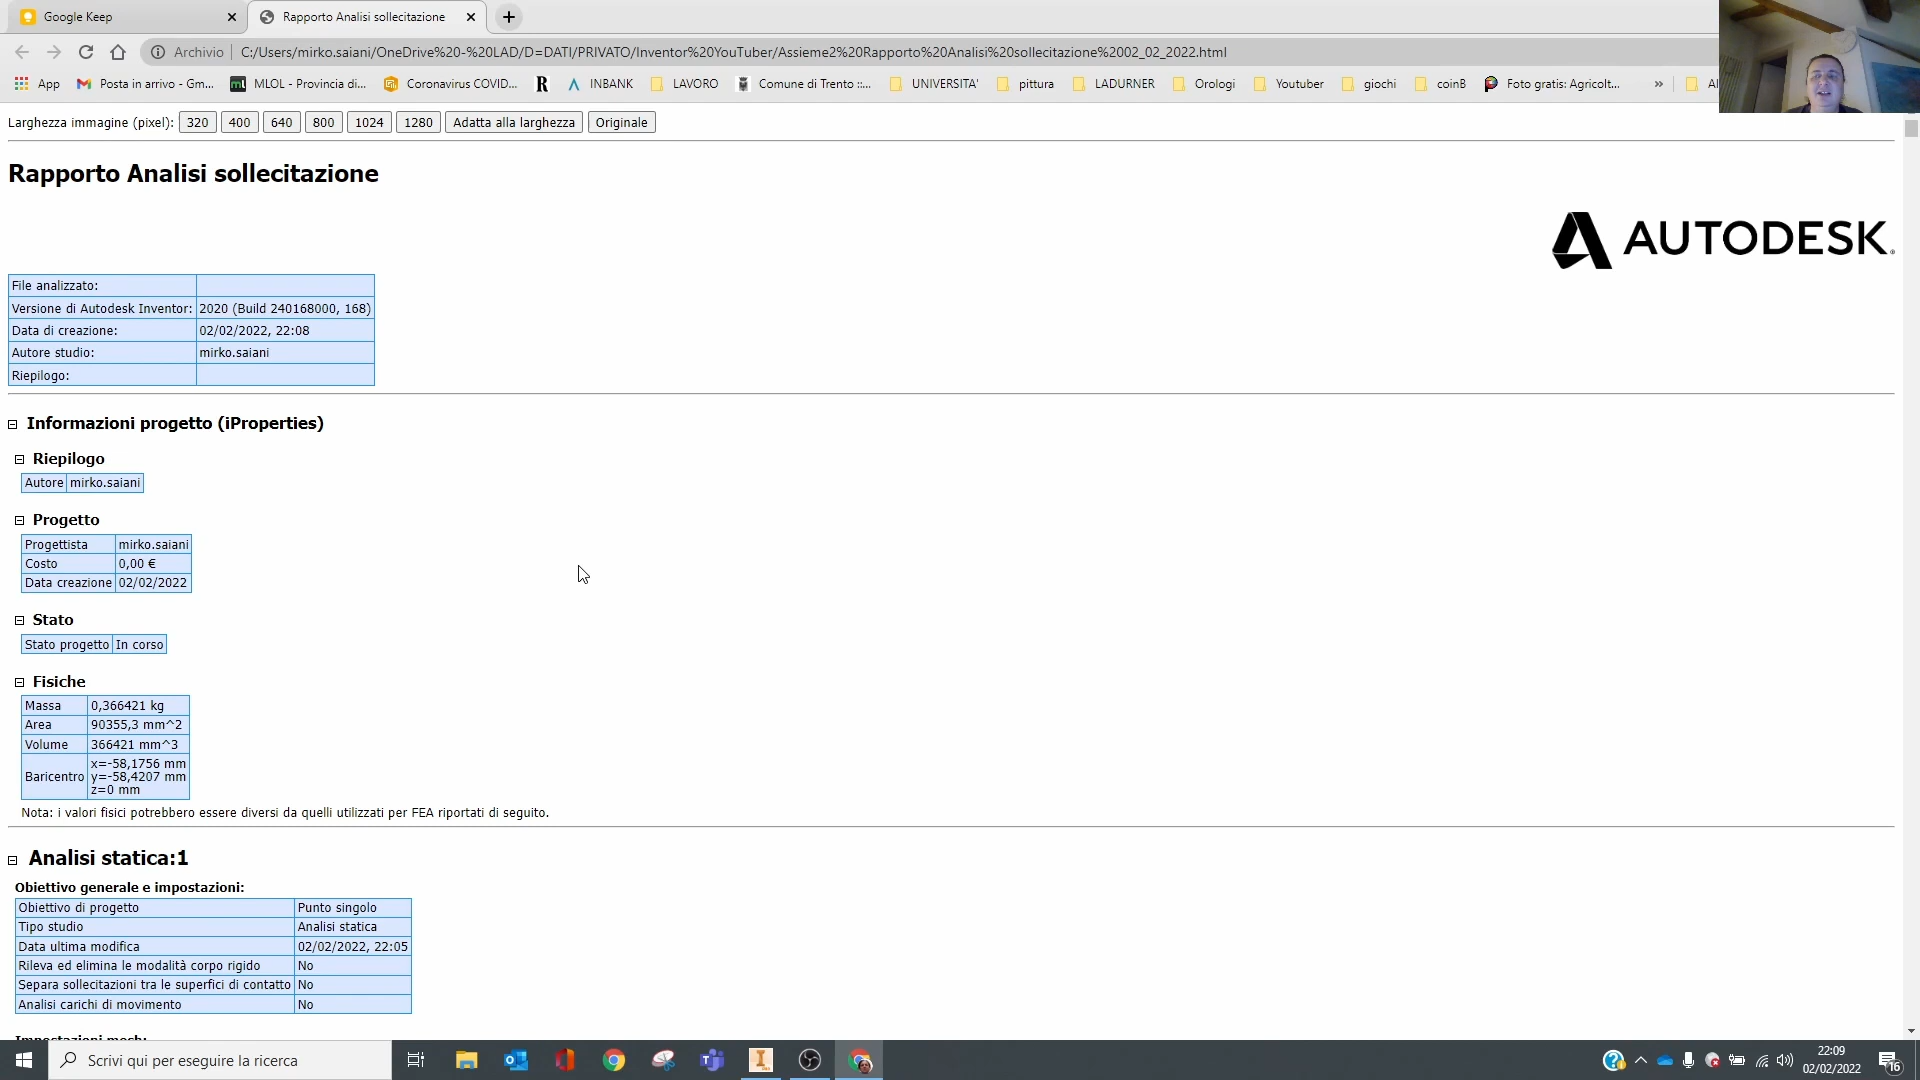 Google Keep
Rapporto Analisi sollecitazione
Archivio
C:/Users/mirko.saiani/OneDrive%20-%20LAD/D=DATI/PRIVATO/Inventor%20YouTuber/Assieme2%20Rapporto%20Analisi%20sollecitazione%2002_02_2022.html
App
Posta in arrivo - Gm...
ml
MLOL - Provincia di...
Coronavirus COVID...
R
INBANK
LAVORO
Comune di Trento ::...
UNIVERSITA'
pittura
LADURNER
Orologi
Youtuber
giochi
coinB
Foto gratis: Agricolt...
»
Larghezza immagine (pixel):
320
400
640
800
1024
1280
Adatta alla larghezza
Originale
Rapporto Analisi sollecitazione
AUTODESK.
File analizzato:
Versione di Autodesk Inventor: 2020 (Build 240168000, 168)
Data di creazione: 02/02/2022, 22:08
Autore studio: mirko.saiani
Riepilogo:
Informazioni progetto (iProperties)
Riepilogo
Autore mirko.saiani
Progetto
Progettista mirko.saiani
Costo 0,00 €
Data creazione 02/02/2022
Stato
Stato progetto In corso
Fisiche
Massa 0,366421 kg
Area 90355,3 mm^2
Volume 366421 mm^3
Baricentro x=-58,1756 mm
y=-58,4207 mm
z=0 mm
Nota: i valori fisici potrebbero essere diversi da quelli utilizzati per FEA riportati di seguito.
Analisi statica:1
Obiettivo generale e impostazioni:
Obiettivo di progetto Punto singolo
Tipo studio Analisi statica
Data ultima modifica 02/02/2022, 22:05
Rileva ed elimina le modalità corpo rigido No
Separa sollecitazioni tra le superfici di contatto No
Analisi carichi di movimento No
Impostazioni mesh:
Scrivi qui per eseguire la ricerca
22:09
02/02/2022
16